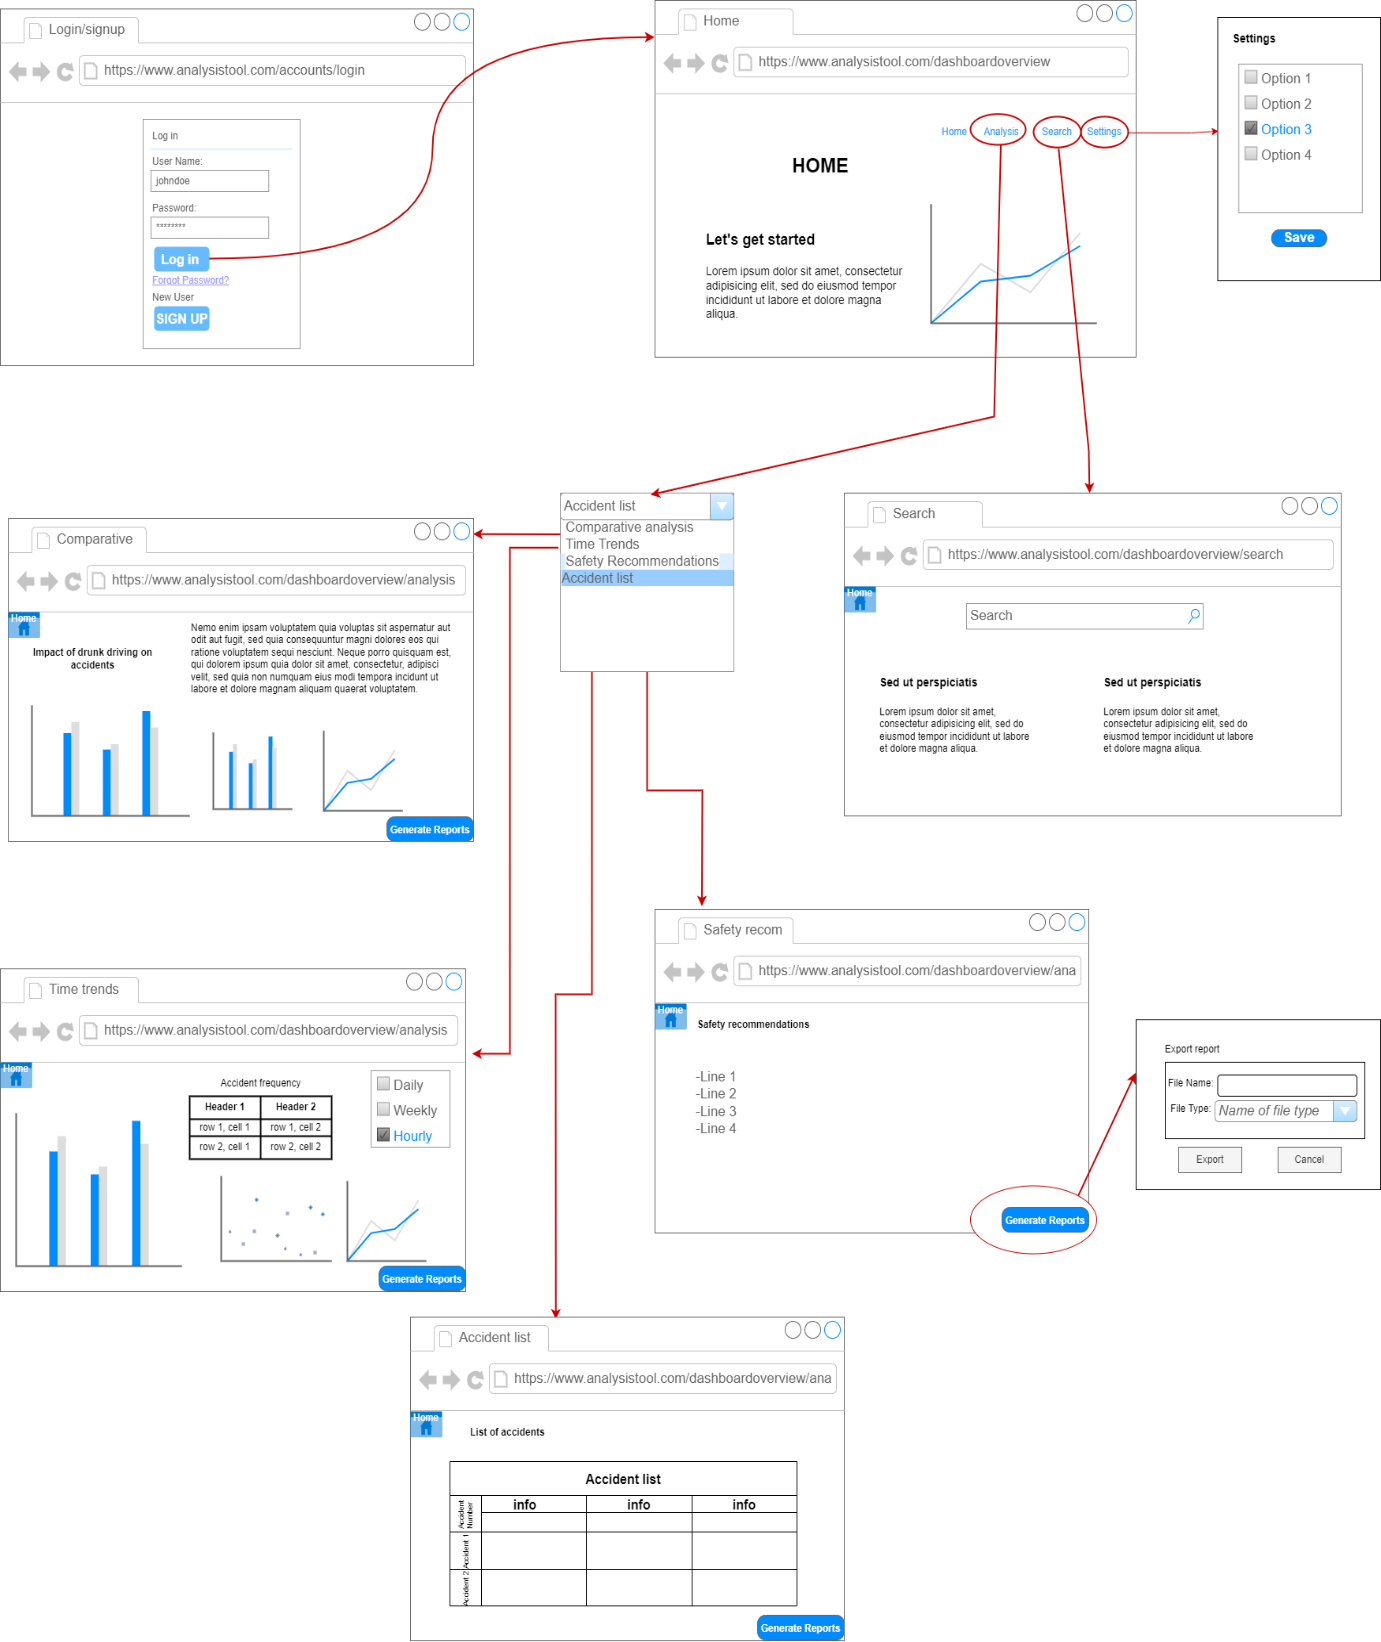 Login/signup
https://www.analysistool.com/accounts/login
Log in
User Name:
johndoe
Password:
********
Log in
Forgot Password?
New User
SIGN UP
Home
https://www.analysistool.com/dashboardoverview
Home Analysis Search Settings
HOME
Let's get started
Lorem ipsum dolor sit amet, consectetur
adipisicing elit, sed do eiusmod tempor
incididunt ut labore et dolore magna
aliqua.
Settings
Option 1
Option 2
Option 3
Option 4
Save
Accident list
Comparative analysis
Time Trends
Safety Recommendations
Accident list
Comparative
https://www.analysistool.com/dashboardoverview/analysis
Home
Impact of drunk driving on
accidents
Nemo enim ipsam voluptatem quia voluptas sit aspernatur aut
odit aut fugit, sed quia consequuntur magni dolores eos qui
ratione voluptatem sequi nesciunt. Neque porro quisquam est,
qui dolorem ipsum quia dolor sit amet, consectetur, adipisci
velit, sed quia non numquam eius modi tempora incidunt ut
labore et dolore magnam aliquam quaerat voluptatem.
Generate Reports
Search
https://www.analysistool.com/dashboardoverview/search
Home
Search
Sed ut perspiciatis
Lorem ipsum dolor sit amet,
consectetur adipisicing elit, sed do
eiusmod tempor incididunt ut labore
et dolore magna aliqua.
Sed ut perspiciatis
Lorem ipsum dolor sit amet,
consectetur adipisicing elit, sed do
eiusmod tempor incididunt ut labore
et dolore magna aliqua.
Time trends
https://www.analysistool.com/dashboardoverview/analysis
Home
Accident frequency
Header 1 Header 2
row 1, cell 1 row 1, cell 2
row 2, cell 1 row 2, cell 2
Daily
Weekly
Hourly
Generate Reports
Safety recom
https://www.analysistool.com/dashboardoverview/ana
Home
Safety recommendations
-Line 1
-Line 2
-Line 3
-Line 4
Generate Reports
Export report
File Name:
File Type: Name of file type
Export Cancel
Accident list
https://www.analysistool.com/dashboardoverview/ana
Home
List of accidents
Accident list
Accident
Number
info info info
Accident 1
Accident 2
Generate Reports